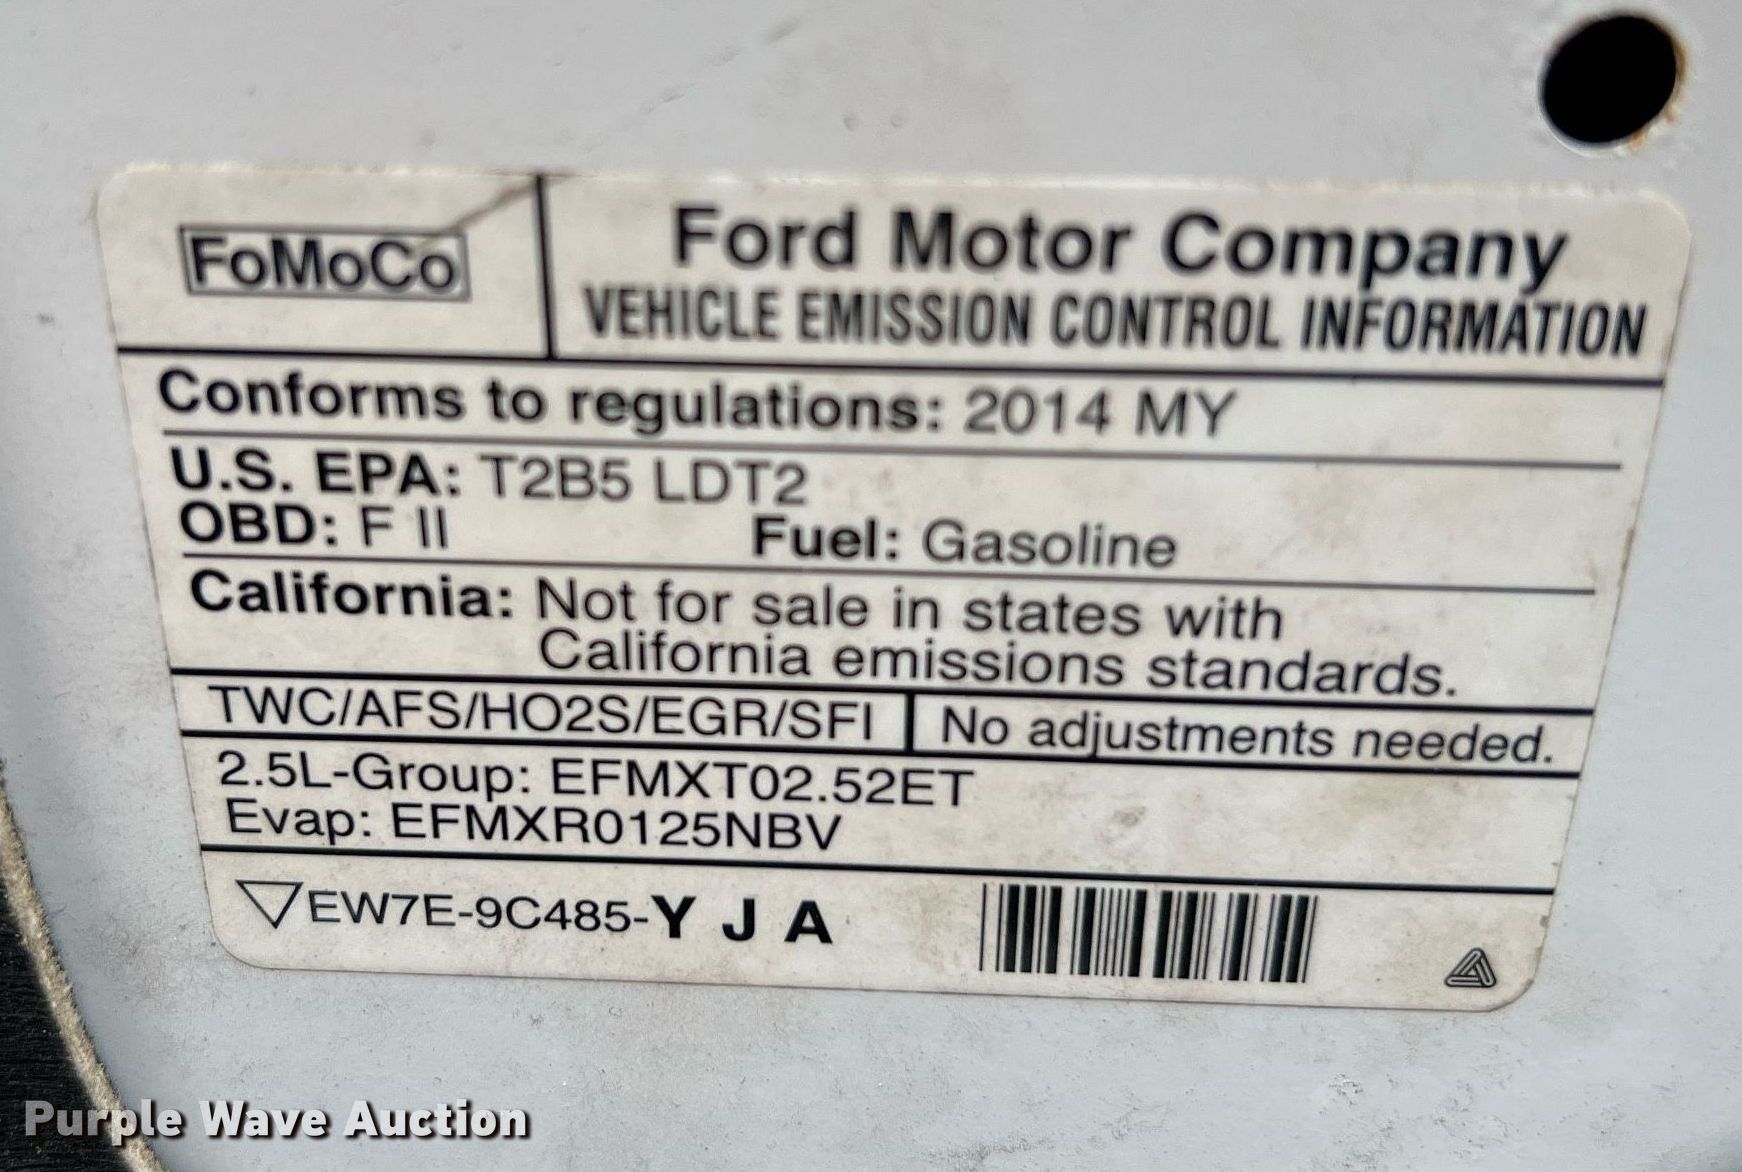 FoMoCo
Ford Motor Company
VEHICLE EMISSION CONTROL INFORMATION
Conforms to regulations: 2014 MY
U.S. EPA: T2B5 LDT2
OBD: F II Fuel: Gasoline
California: Not for sale in states with
California emissions standards.
TWC/AFS/HO2S/EGR/SFI No adjustments needed.
2.5L-Group: EFMXT02.52ET
Evap: EFMXR0125NBV
EW7E-9C485-Y J A
Purple Wave Auction